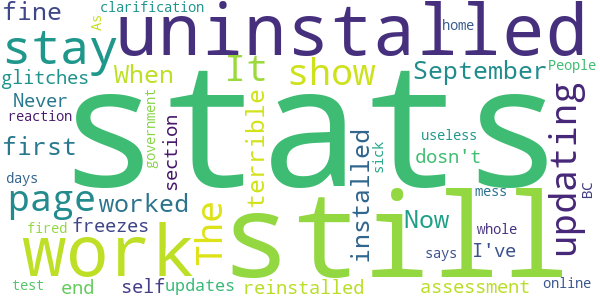 As
clarification
fine
uninstalled
home
stay
It
show
September
People
glitches
When
stats
Never
reaction
government
section
terrible
updating
useless
dosn't
first
installed
sick
BC
days
page
worked
The
still
mess
Now
fired
freezes
work
I've
whole
says
test
end
self
updates
reinstalled
assessment
online